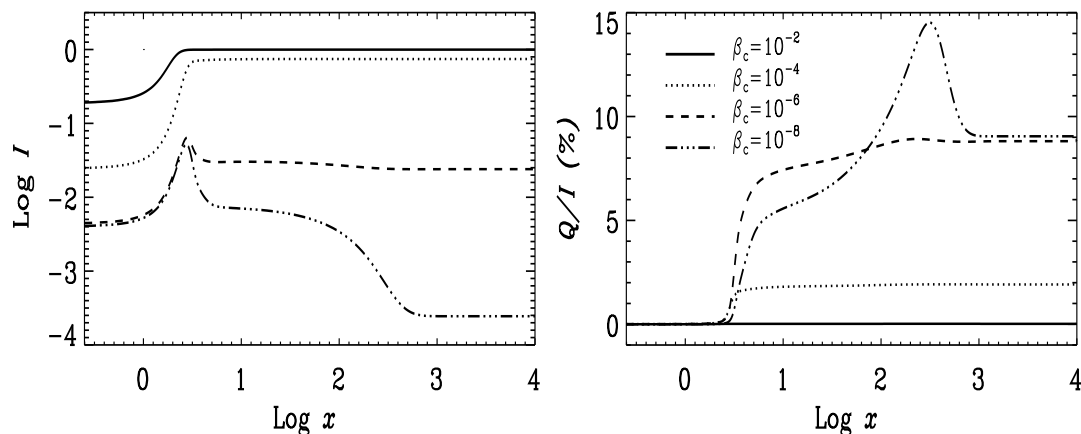 0
-1
-2
-3
-4
Log I
0 1 2 3 4
Log x
15
10
5
0
Q/I (%)
β_c=10^-2
β_c=10^-4
β_c=10^-6
β_c=10^-8
0 1 2 3 4
Log x